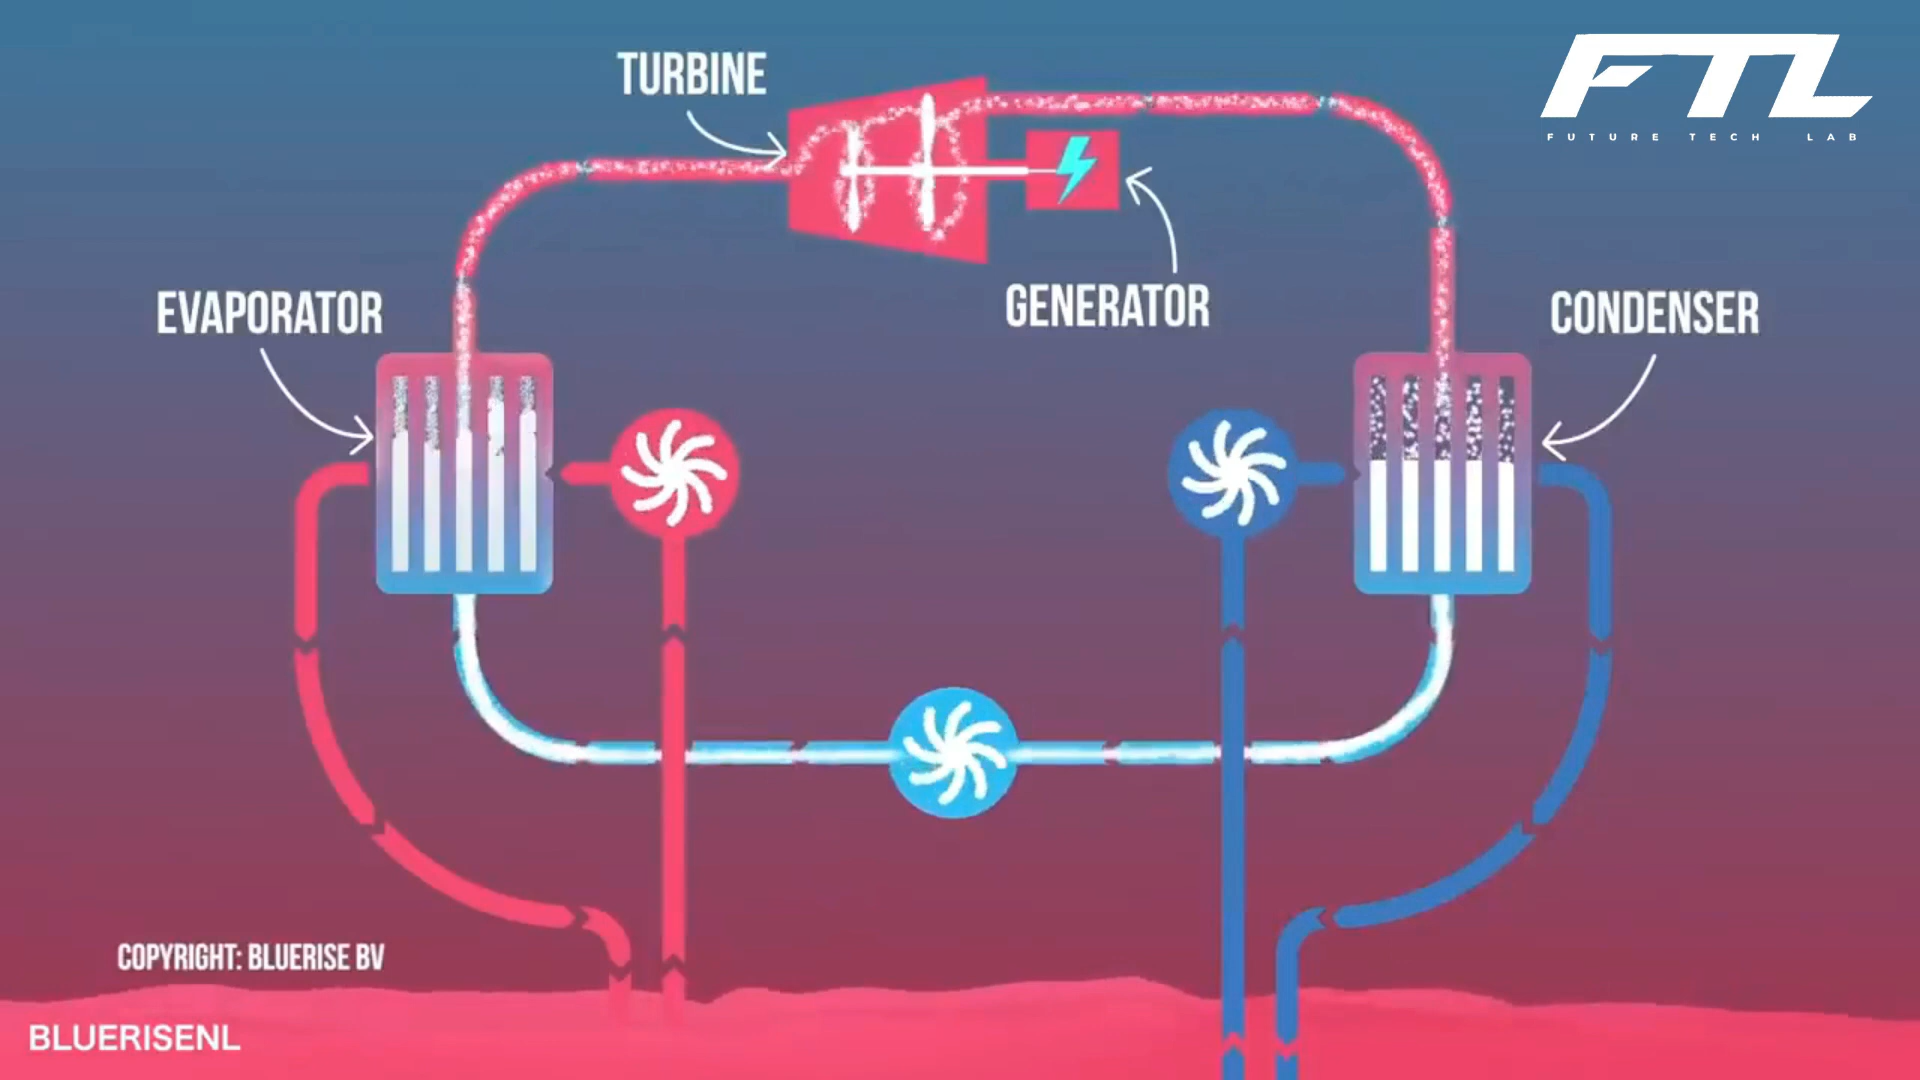 TURBINE
FTL
FUTURE TECH LAB
EVAPORATOR
GENERATOR
CONDENSER
COPYRIGHT: BLUERISE BV
BLUERISENL